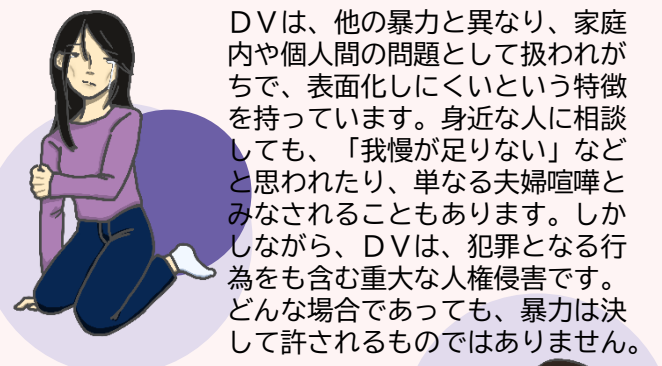 ＤＶは、他の暴力と異なり、家庭
内や個人間の問題として扱われが
ちで、表面化しにくいという特徴
を持っています。身近な人に相談
しても、「我慢が足りない」など
と思われたり、単なる夫婦喧嘩と
みなされることもあります。しか
しながら、ＤＶは、犯罪となる行
為をも含む重大な人権侵害です。
どんな場合であっても、暴力は決
して許されるものではありません。